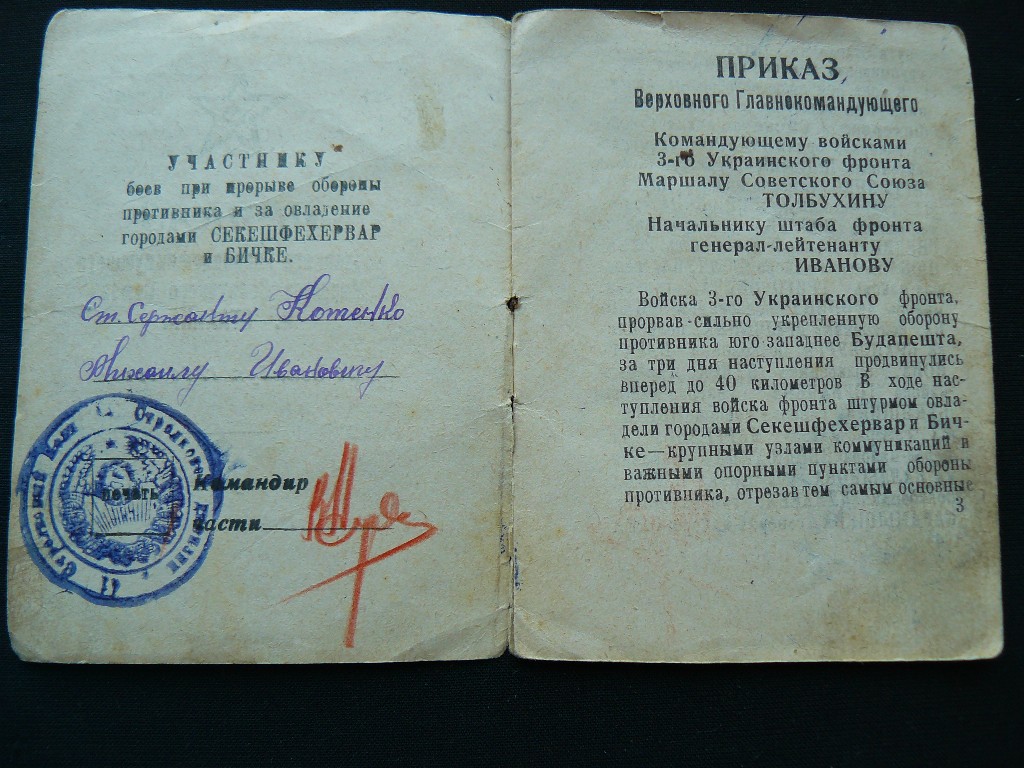 УЧАСТНИКУ
боев при прорыве обороны
противника и за овладение
городами СЕКЕШФЕХЕРВАР
и БИЧКЕ.
Ст. Сержанту Котенко
Михаилу Ивановичу
печать
Командир
части
ПРИКАЗ
Верховного Главнокомандующего
Командующему войсками
3-го Украинского фронта
Маршалу Советского Союза
ТОЛБУХИНУ
Начальнику штаба фронта
генерал-лейтенанту
ИВАНОВУ
Войска 3-го Украинского фронта,
прорвав сильно укрепленную оборону
противника юго-западнее Будапешта,
за три дня наступления продвинулись
вперед до 40 километров В ходе нас-
тупления войска фронта штурмом овла-
дели городами Секешфехервар и Бич-
ке—крупными узлами коммуникаций и
важными опорными пунктами обороны
противника, отрезав тем самым основные
3